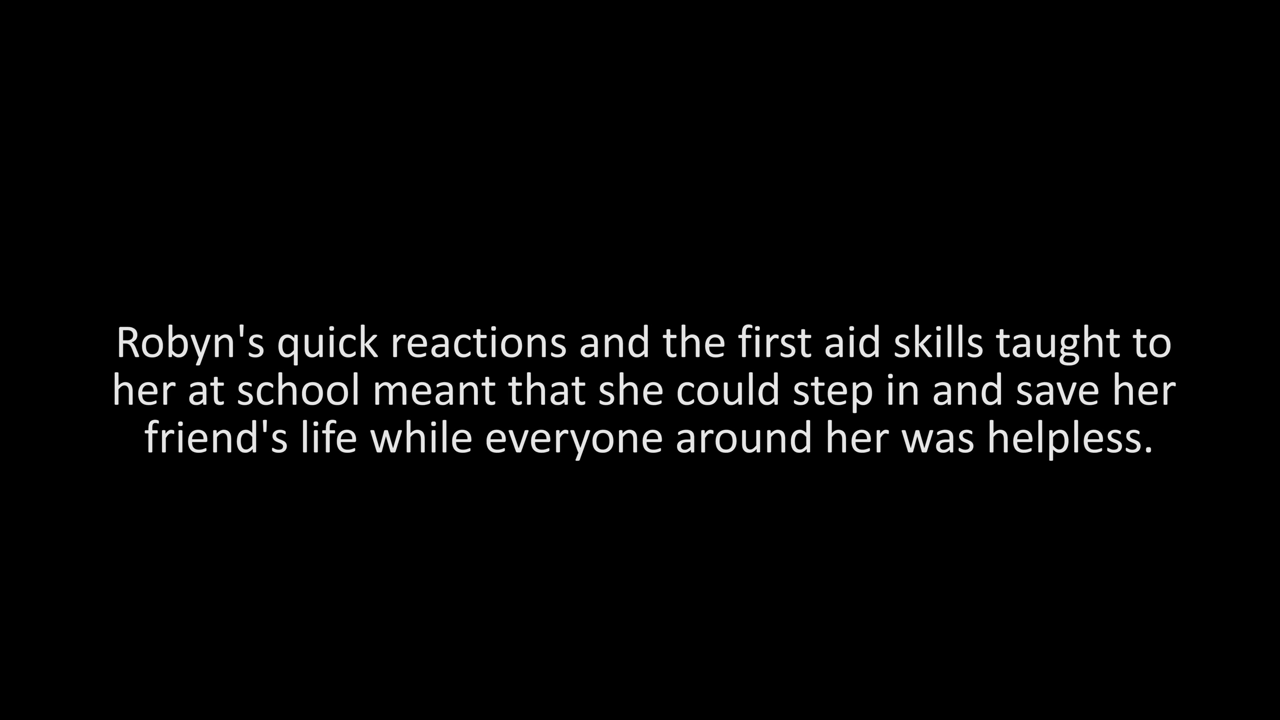 Robyn's quick reactions and the first aid skills taught to
her at school meant that she could step in and save her
friend's life while everyone around her was helpless.